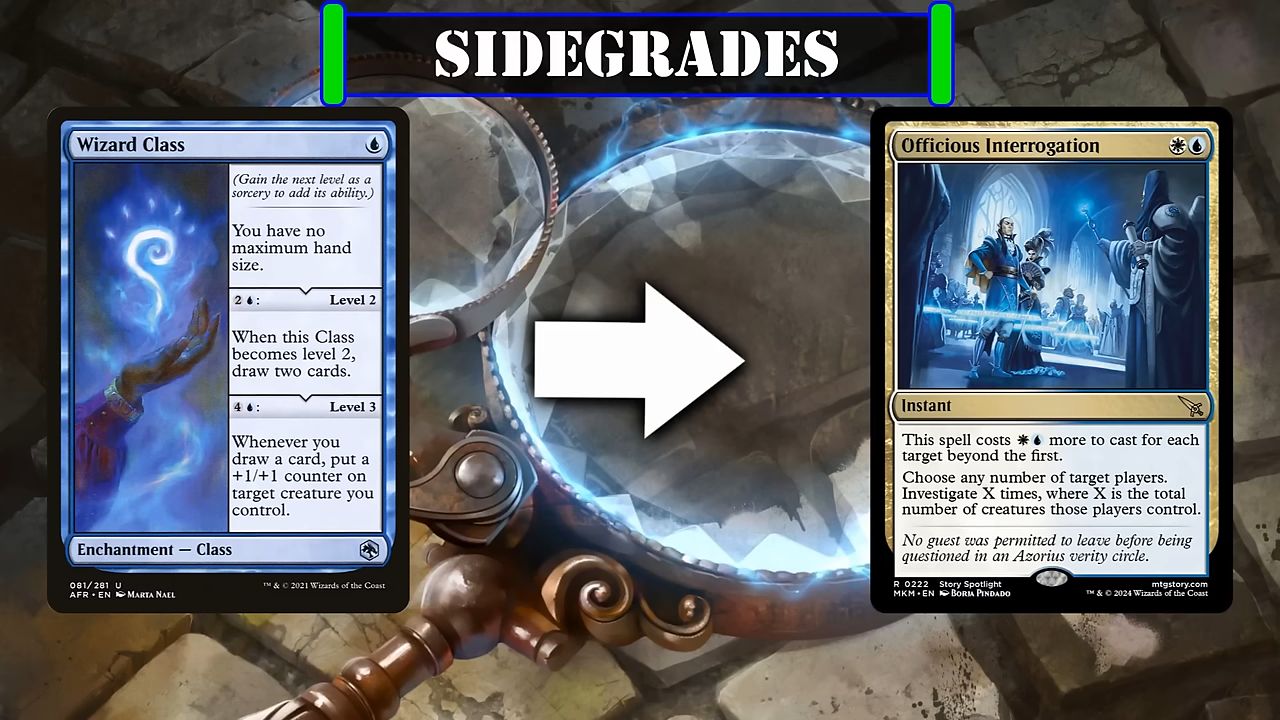 SIDEGRADES
Wizard Class
(Gain the next level as a
sorcery to add its ability.)
You have no
maximum hand
size.
2 : Level 2
When this Class
becomes level 2,
draw two cards.
4 : Level 3
Whenever you
draw a card, put a
+1/+1 counter on
target creature you
control.
Enchantment — Class
081/281 U
AFR • EN Marta Nael
™ & © 2021 Wizards of the Coast
Officious Interrogation
Instant
This spell costs more to cast for each
target beyond the first.
Choose any number of target players.
Investigate X times, where X is the total
number of creatures those players control.
No guest was permitted to leave before being
questioned in an Azorius verity circle.
R 0222 Story Spotlight
MKM • EN Borja Pindado
mtgstory.com
™ & © 2024 Wizards of the Coast